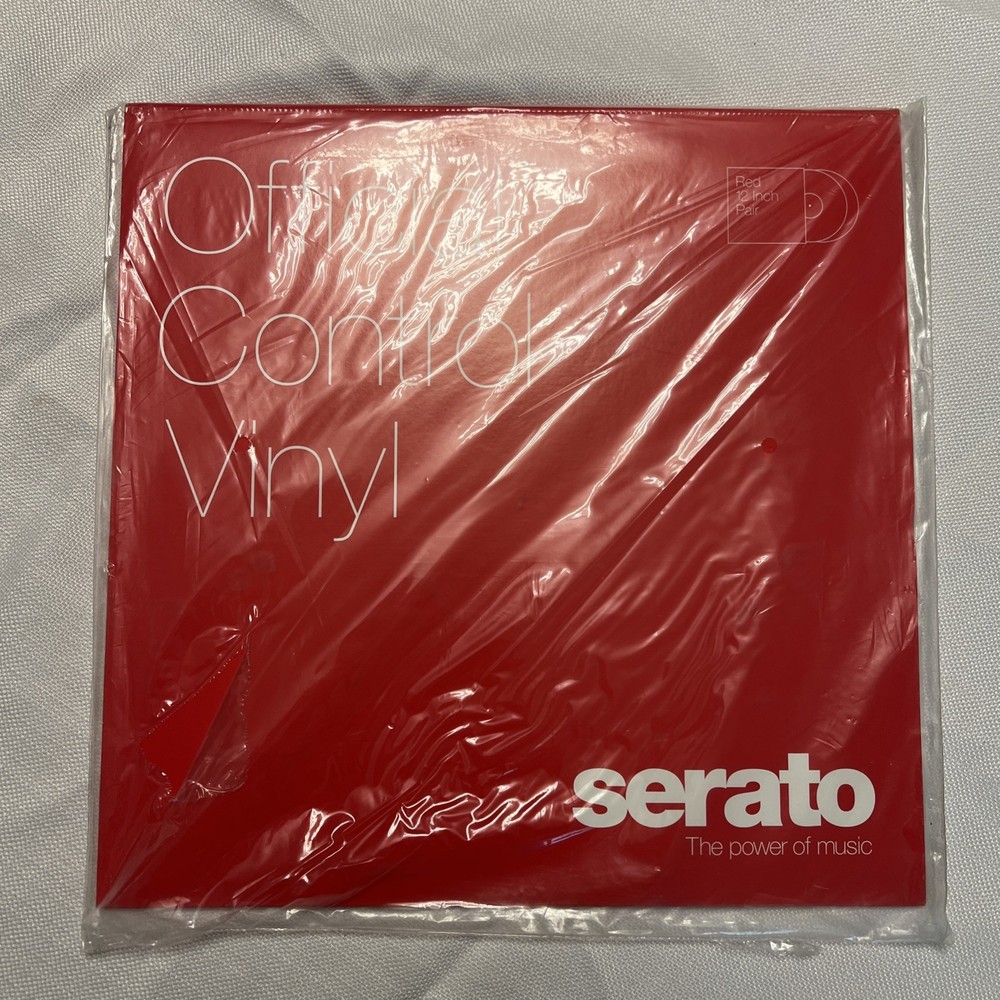 Official
Control
Vinyl
Red
12 Inch
Pair
serato
The power of music